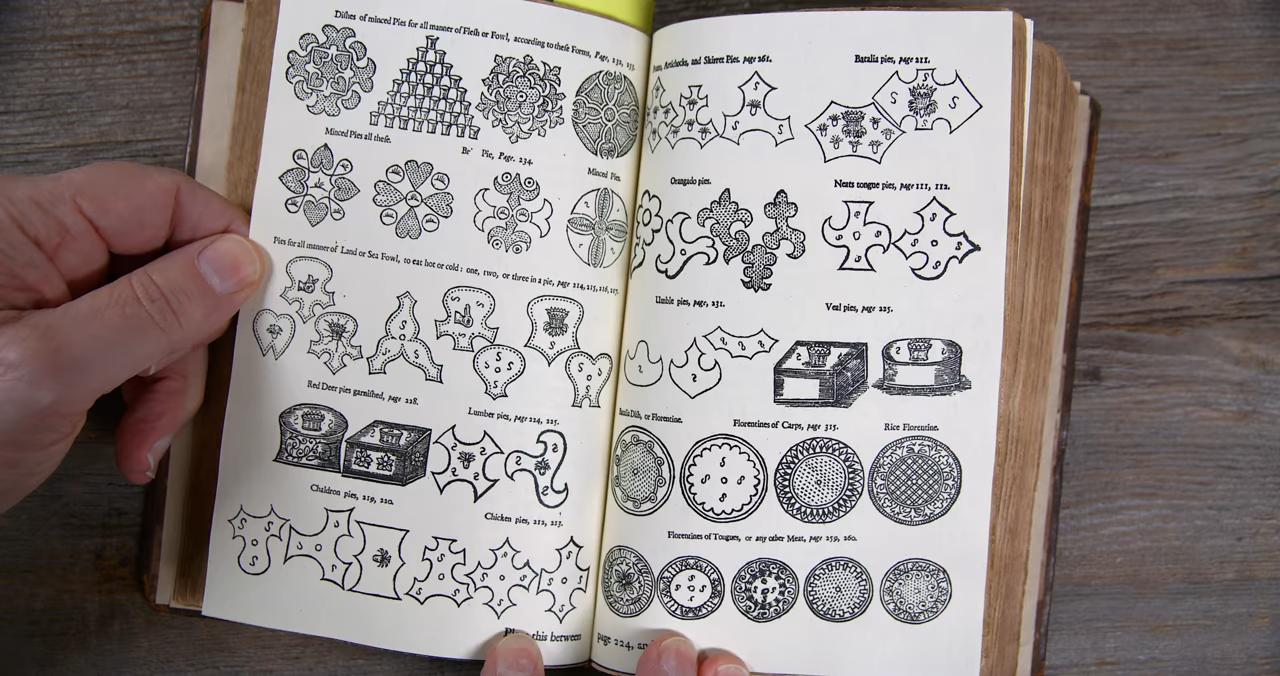 Diſhes of minced Pies for all manner of Fleſh or Fowl, according to theſe Forms, Page, 232, 233.
Minced Pies all theſe.
Pie, Page. 234.
Minced Pies.
Pies for all manner of Land or Sea Fowl, to eat hot or cold: one, two, or three in a pie, page 214, 215, 216, 217.
Red Deer pies garniſhed, page 228.
Lumber pies, page 224, 225.
Chaldron pies, 219, 220.
Chicken pies, 212, 213.
this between
Artichocks, and Skirret Pies. page 261.
Batalia pies, page 211.
Orangado pies.
Neats tongue pies, page 111, 112.
Umble pies, page, 231.
Veal pies, page 225.
Diſh, or Florentine.
Florentines of Carps, page 315.
Rice Florentine.
Florentines of Tongues, or any other Meat, page 259, 260.
page 224, an